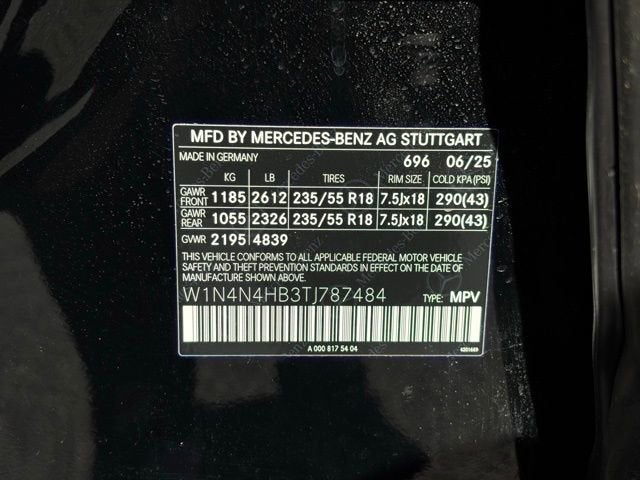 MFD BY MERCEDES-BENZ AG STUTTGART
MADE IN GERMANY 696 06/25
KG LB TIRES RIM SIZE COLD KPA(PSI)
GAWR FRONT 1185 2612 235/55 R18 7.5Jx18 290(43)
GAWR REAR 1055 2326 235/55 R18 7.5Jx18 290(43)
GVWR 2195 4839
THIS VEHICLE CONFORMS TO ALL APPLICABLE FEDERAL MOTOR VEHICLE
SAFETY AND THEFT PREVENTION STANDARDS IN EFFECT ON THE DATE OF
MANUFACTURE SHOWN ABOVE.
W1N4N4HB3TJ787484 TYPE: MPV
A 000 817 54 04